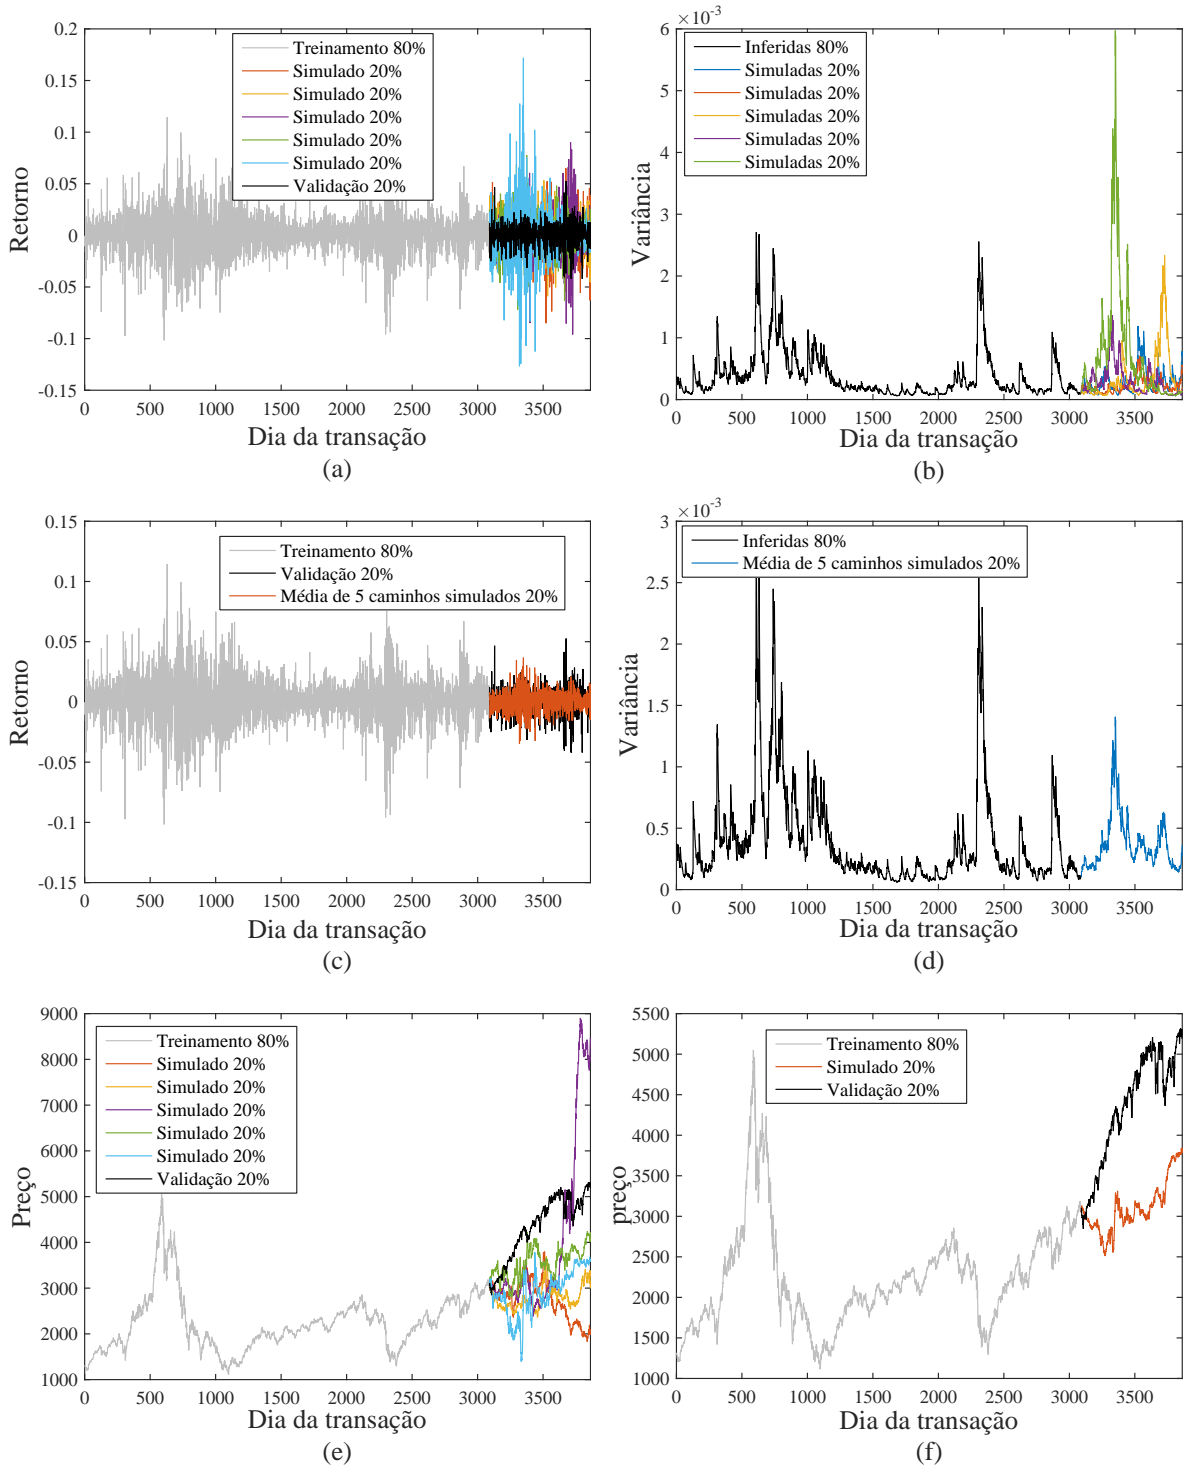 0.2
0.15
0.1
0.05
0
-0.05
-0.1
-0.15
0 500 1000 1500 2000 2500 3000 3500
Retorno
Treinamento 80%
Simulado 20%
Simulado 20%
Simulado 20%
Simulado 20%
Simulado 20%
Validação 20%
Dia da transação
(a)
×10-3
6
5
4
3
2
1
0
0 500 1000 1500 2000 2500 3000 3500
Variância
Inferidas 80%
Simuladas 20%
Simuladas 20%
Simuladas 20%
Simuladas 20%
Simuladas 20%
Dia da transação
(b)
0.15
0.1
0.05
0
-0.05
-0.1
-0.15
0 500 1000 1500 2000 2500 3000 3500
Retorno
Treinamento 80%
Validação 20%
Média de 5 caminhos simulados 20%
Dia da transação
(c)
×10-3
3
2.5
2
1.5
1
0.5
0
0 500 1000 1500 2000 2500 3000 3500
Variância
Inferidas 80%
Média de 5 caminhos simulados 20%
Dia da transação
(d)
9000
8000
7000
6000
5000
4000
3000
2000
1000
0 500 1000 1500 2000 2500 3000 3500
Preço
Treinamento 80%
Simulado 20%
Simulado 20%
Simulado 20%
Simulado 20%
Simulado 20%
Validação 20%
Dia da transação
(e)
5500
5000
4500
4000
3500
3000
2500
2000
1500
1000
0 500 1000 1500 2000 2500 3000 3500
preço
Treinamento 80%
Simulado 20%
Validação 20%
Dia da transação
(f)